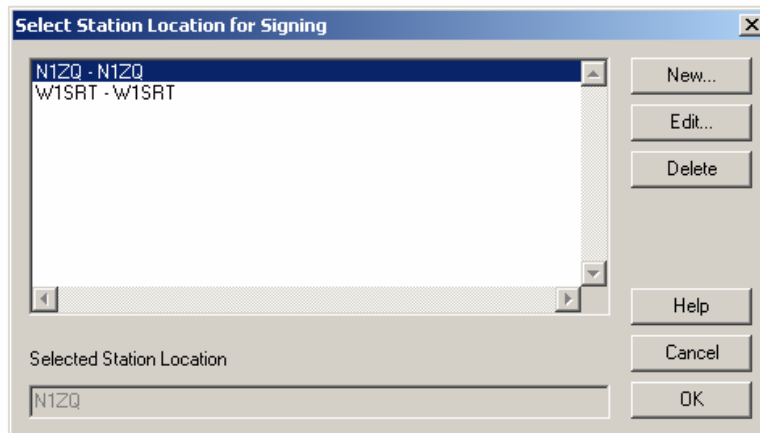 Select Station Location for Signing
N1ZQ - N1ZQ
W1SRT - W1SRT
New...
Edit...
Delete
Help
Selected Station Location
Cancel
N1ZQ
OK